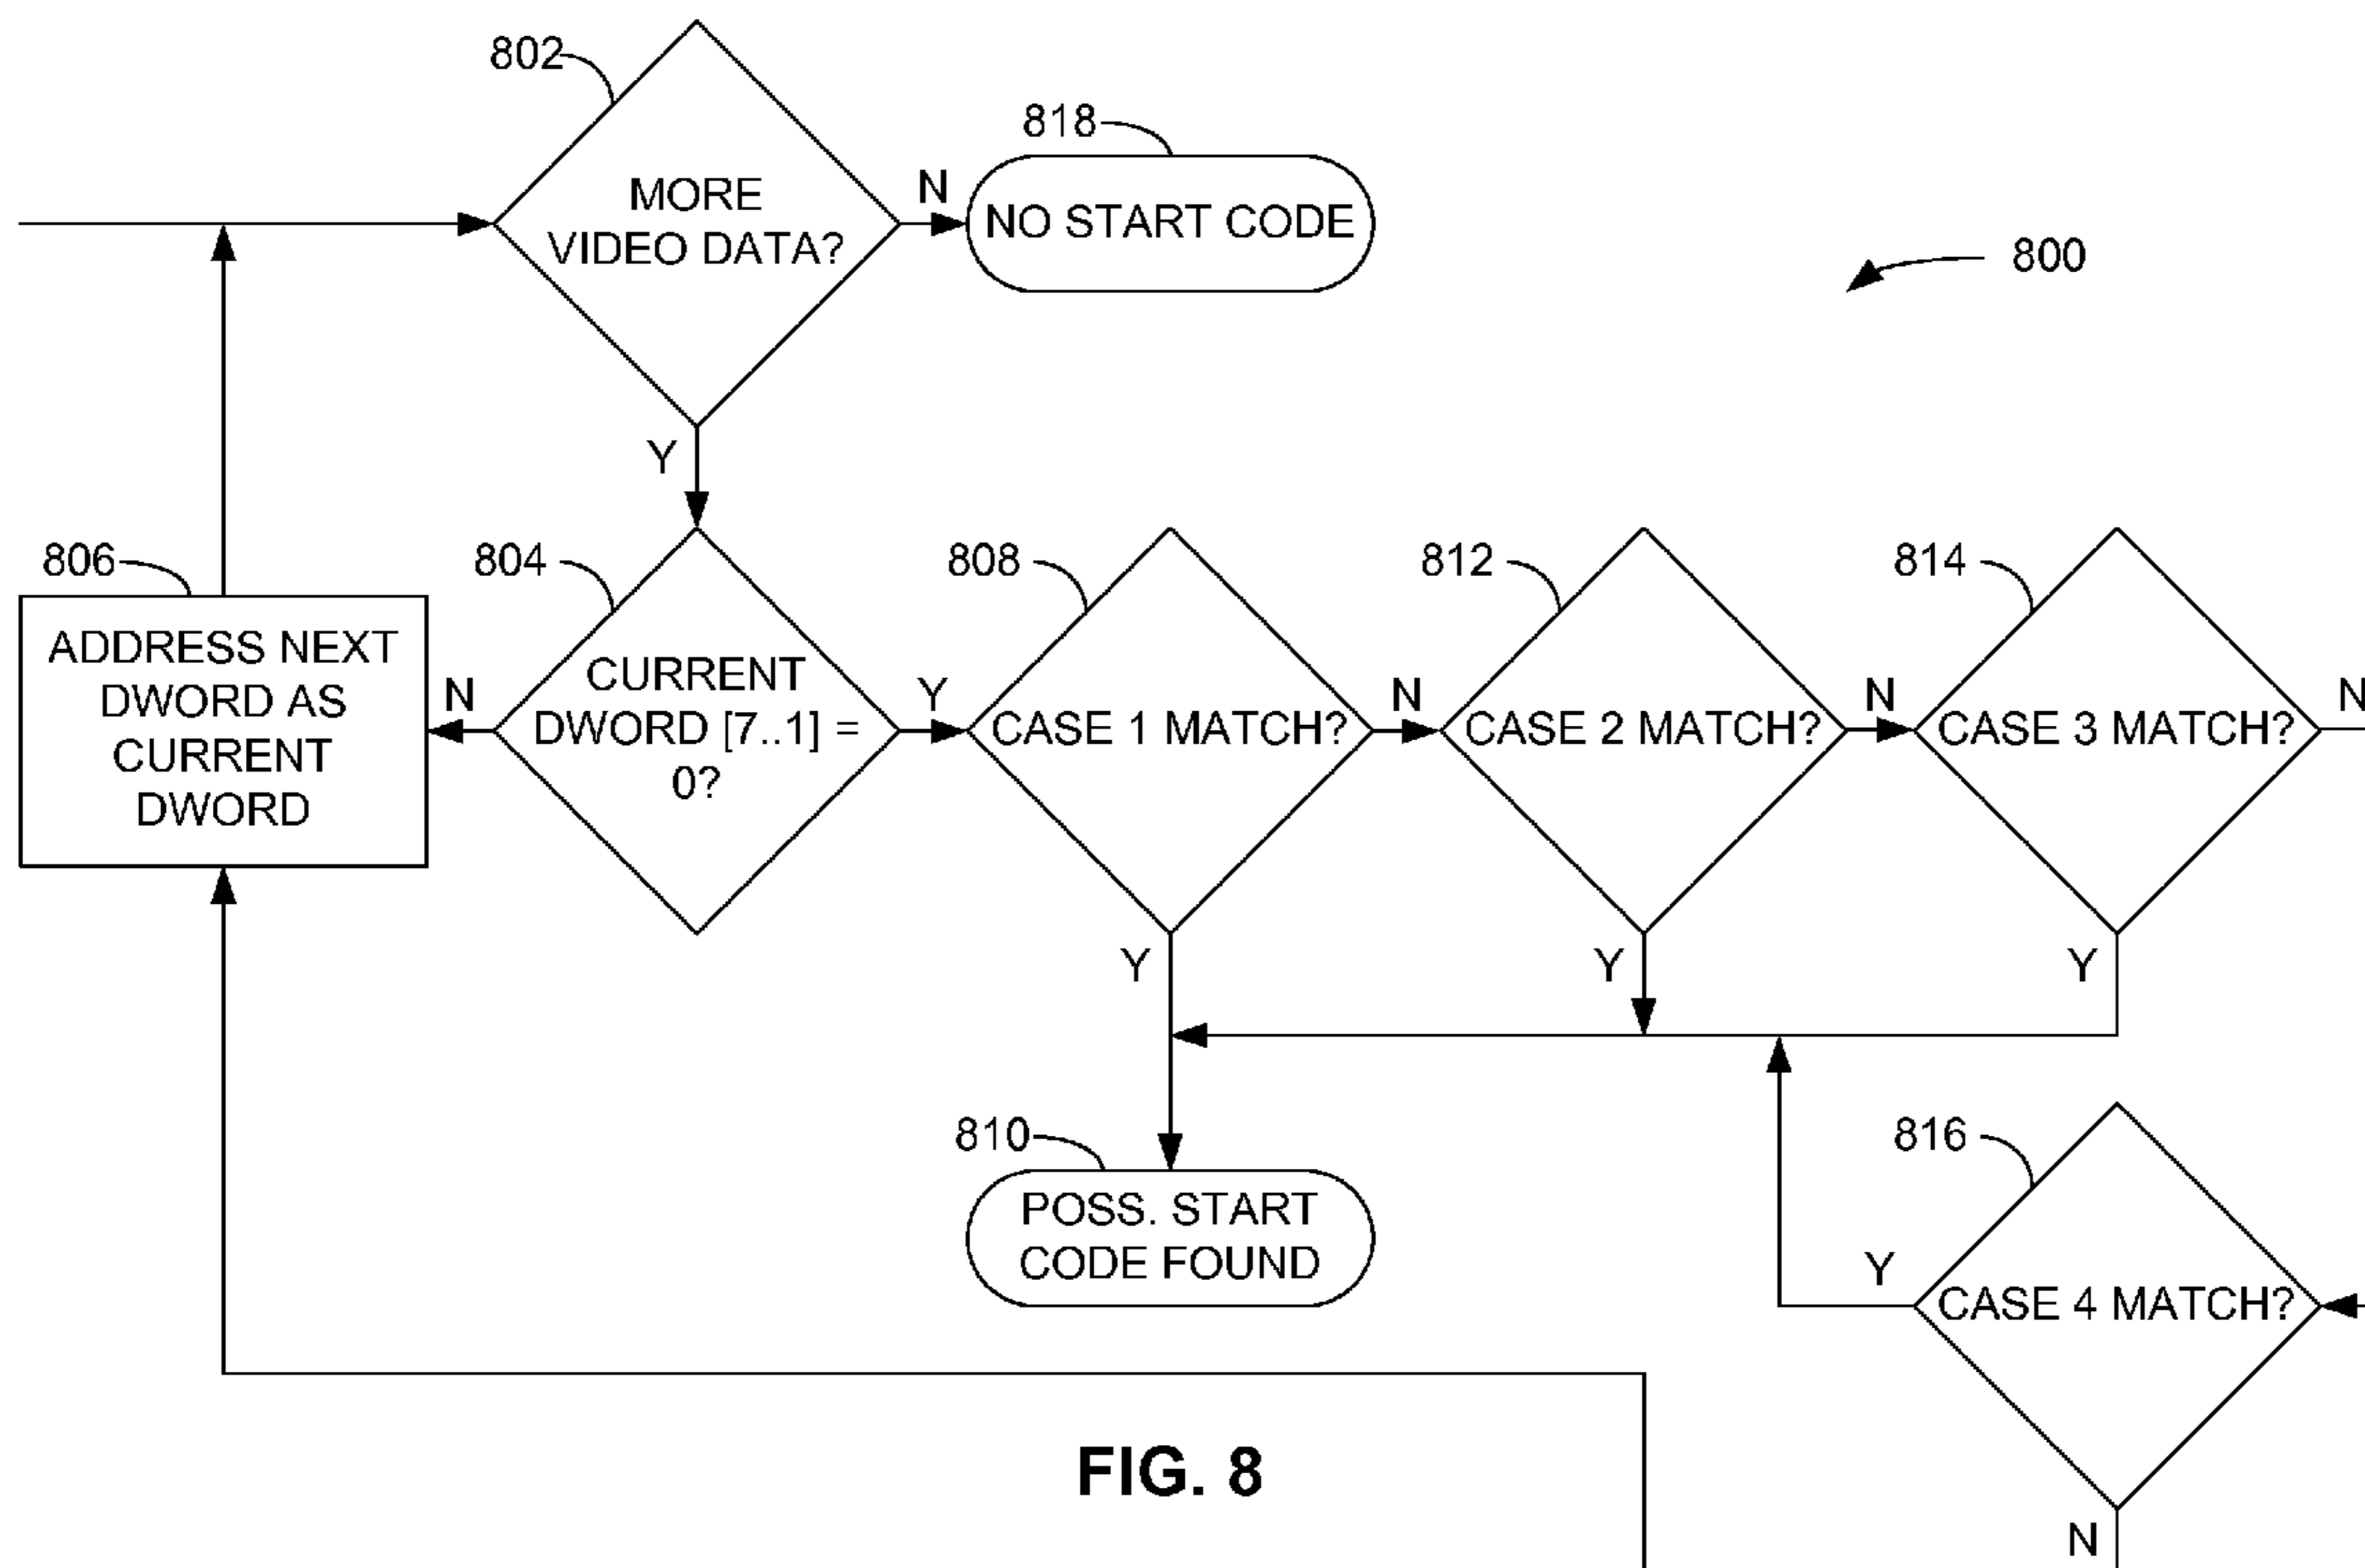 802
818
MORE
VIDEO DATA?
N
NO START CODE
800
Y
806
804
808
812
814
ADDRESS NEXT
DWORD AS
CURRENT
DWORD
N
CURRENT
DWORD [7..1] =
0?
Y
CASE 1 MATCH?
N
CASE 2 MATCH?
N
CASE 3 MATCH?
N
Y
Y
Y
810
POSS. START
CODE FOUND
816
Y
CASE 4 MATCH?
N
FIG. 8